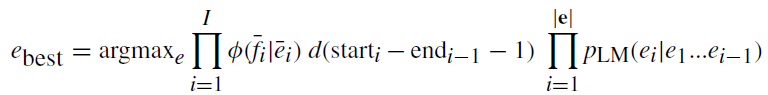 e_best = argmax_e ∏_{i=1}^{I} ϕ(f̄_i|ē_i) d(start_i − end_{i−1} − 1) ∏_{i=1}^{|e|} p_LM(e_i|e_1...e_{i−1})